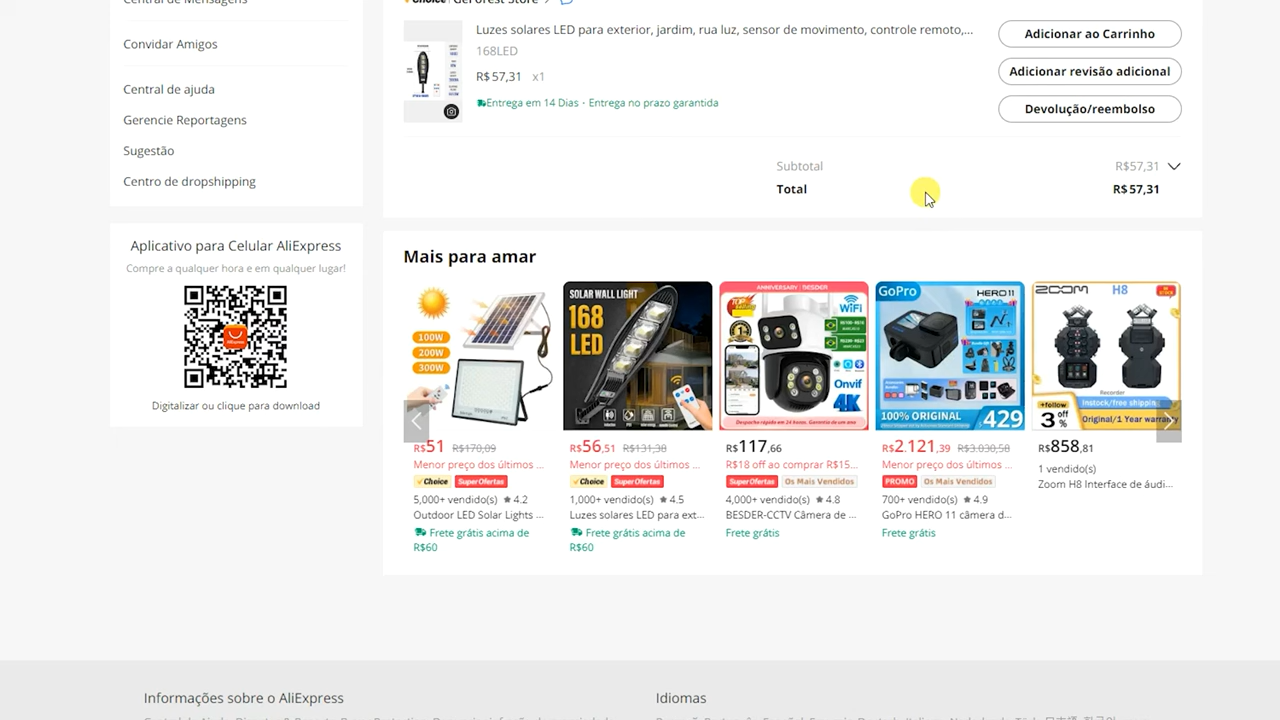 Central de Mensagens
Convidar Amigos
Central de ajuda
Gerencie Reportagens
Sugestão
Centro de dropshipping
Aplicativo para Celular AliExpress
Compre a qualquer hora e em qualquer lugar!
AliExpress
Digitalizar ou clique para download
Choice GeForest Store
Luzes solares LED para exterior, jardim, rua luz, sensor de movimento, controle remoto,...
168LED
R$57,31 x1
Entrega em 14 Dias · Entrega no prazo garantida
Adicionar ao Carrinho
Adicionar revisão adicional
Devolução/reembolso
Subtotal R$57,31
Total R$57,31
Mais para amar
100W
200W
300W
R$51 R$170,09
Menor preço dos últimos ...
Choice SuperOfertas
5,000+ vendido(s) ★ 4.2
Outdoor LED Solar Lights ...
Frete grátis acima de
R$60
SOLAR WALL LIGHT
168
LED
R$56,51 R$131,38
Menor preço dos últimos ...
Choice SuperOfertas
1,000+ vendido(s) ★ 4.5
Luzes solares LED para ext...
Frete grátis acima de
R$60
ANNIVERSARY BESDER
TOP
WiFi
Onvif
4K
R$117,66
R$18 off ao comprar R$15...
SuperOfertas Os Mais Vendidos
4,000+ vendido(s) ★ 4.8
BESDER-CCTV Câmera de ...
Frete grátis
GoPro HERO 11
100% ORIGINAL 429
R$2.121,39 R$3.030,58
Menor preço dos últimos ...
PROMO Os Mais Vendidos
700+ vendido(s) ★ 4.9
GoPro HERO 11 câmera d...
Frete grátis
ZOOM H8
Recorder
+follow
3 off
Instock/free shippin
Original/1 Year warranty
R$858,81
1 vendido(s)
Zoom H8 Interface de áudi...
Informações sobre o AliExpress
Idiomas